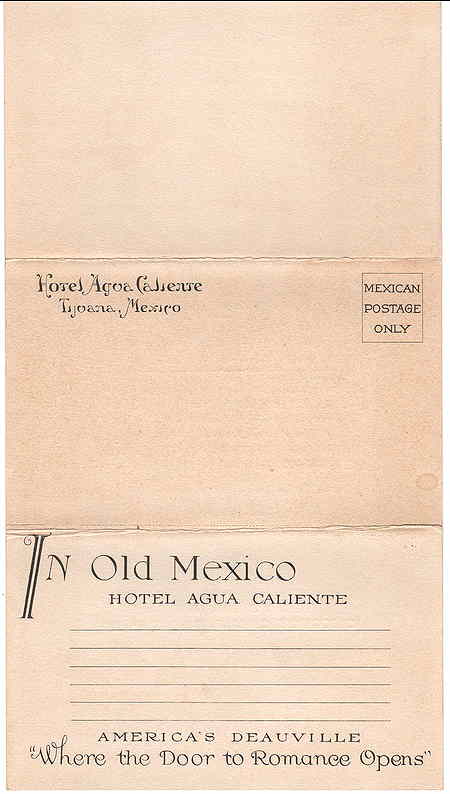 Hotel Agua Caliente
Tijuana, Mexico
MEXICAN
POSTAGE
ONLY
In Old Mexico
HOTEL AGUA CALIENTE
AMERICA'S DEAUVILLE
"Where the Door to Romance Opens"